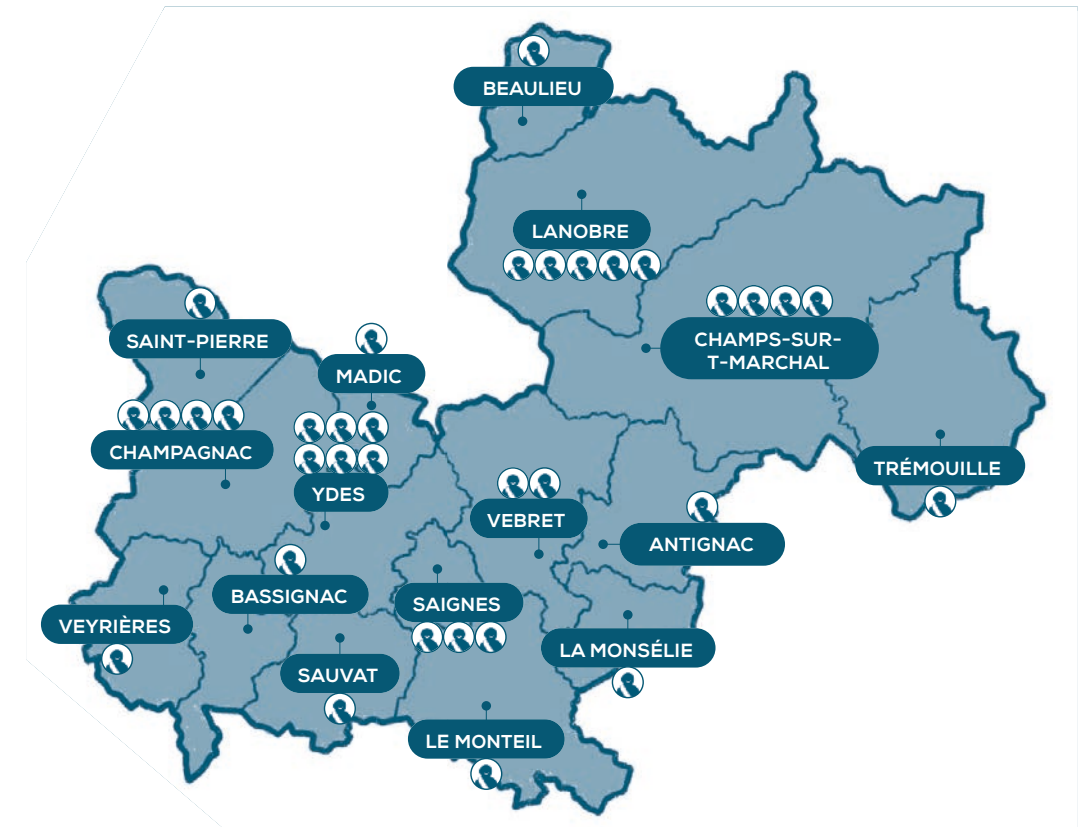 BEAULIEU
LANOBRE
SAINT-PIERRE
CHAMPS-SUR-
T-MARCHAL
MADIC
CHAMPAGNAC
TRÉMOUILLE
YDES
VEBRET
ANTIGNAC
BASSIGNAC
SAIGNES
VEYRIÈRES
LA MONSÉLIE
SAUVAT
LE MONTEIL